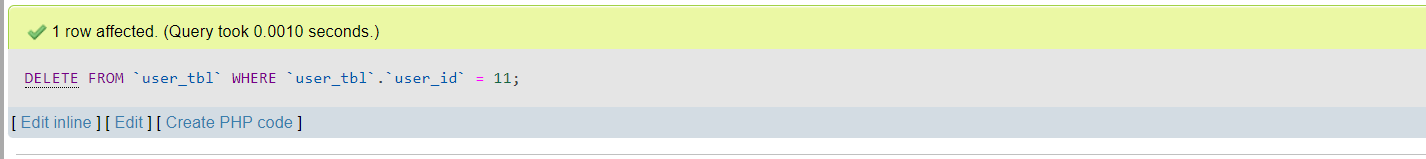 1 row affected. (Query took 0.0010 seconds.)
DELETE FROM `user_tbl` WHERE `user_tbl`.`user_id` = 11;
[ Edit inline ] [ Edit ] [ Create PHP code ]